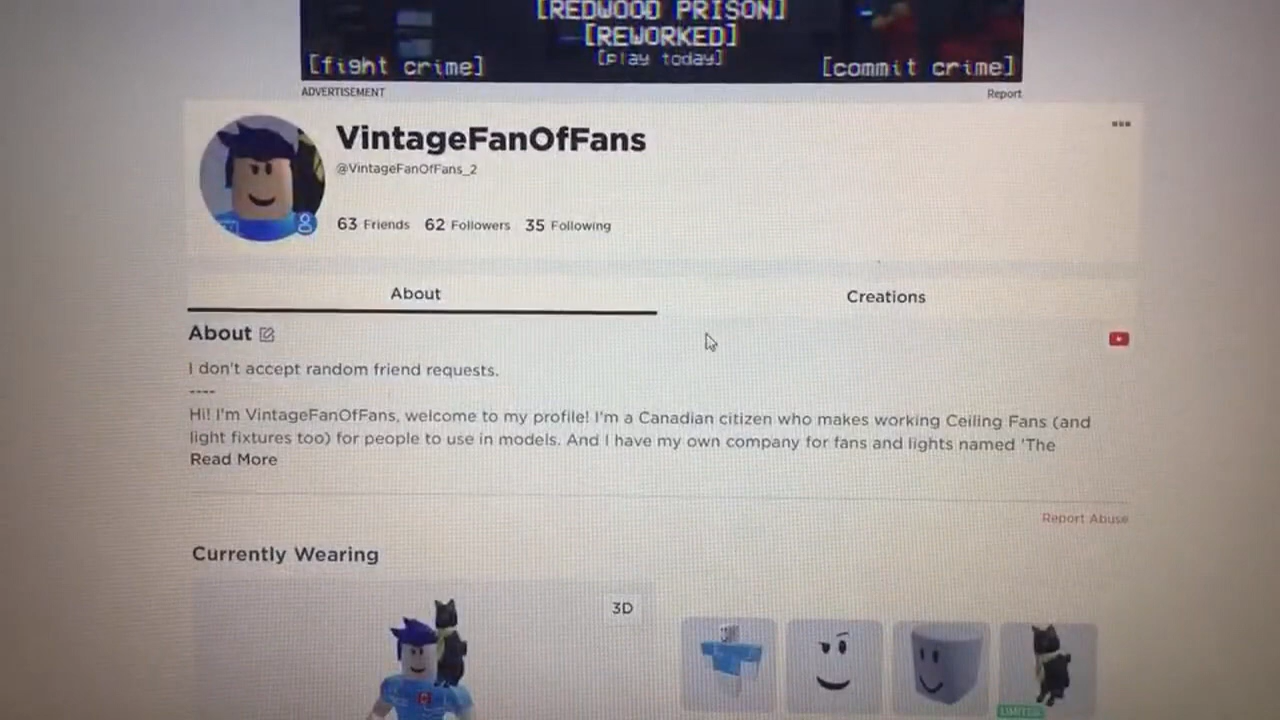 [REDWOOD PRISON]
[REWORKED]
[play today]
[fight crime]
[commit crime]
ADVERTISEMENT
Report
VintageFanOfFans
@VintageFanOfFans_2
63 Friends 62 Followers 35 Following
About
Creations
About
I don't accept random friend requests.
----
Hi! I'm VintageFanOfFans, welcome to my profile! I'm a Canadian citizen who makes working Ceiling Fans (and
light fixtures too) for people to use in models. And I have my own company for fans and lights named 'The
Read More
Report Abuse
Currently Wearing
3D
LIMITED